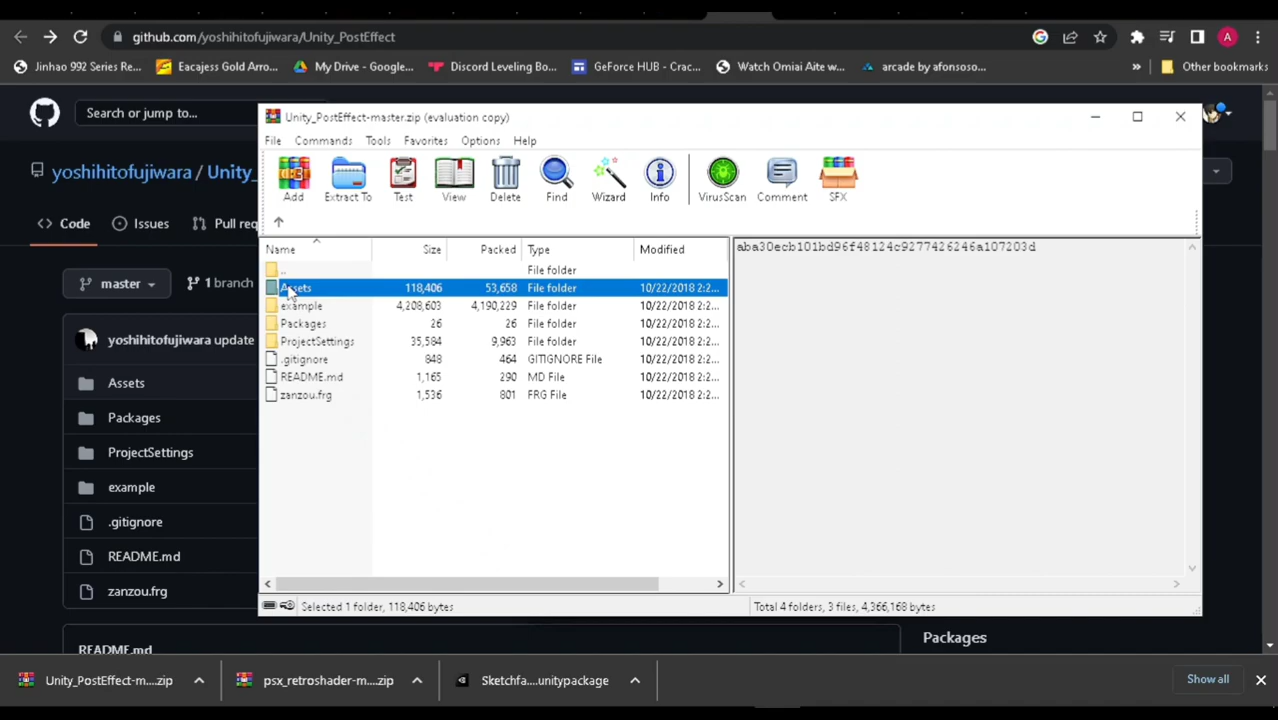 github.com/yoshihitofujiwara/Unity_PostEffect
A
Jinhao 992 Series Re...
Eacajess Gold Arro...
My Drive - Google...
Discord Leveling Bo...
GeForce HUB - Crac...
Watch Omiai Aite w...
arcade by afonsoso...
»
Other bookmarks
Search or jump to...
Unity_PostEffect-master.zip (evaluation copy)
File Commands Tools Favorites Options Help
yoshihitofujiwara / Unity_
Add Extract To Test View Delete Find Wizard Info VirusScan Comment SFX
<> Code Issues Pull req
Name Size Packed Type Modified
aba30ecb101bd96f48124c9277426246a107203d
.. File folder
Assets 118,406 53,658 File folder 10/22/2018 2:2...
example 4,208,603 4,190,229 File folder 10/22/2018 2:2...
Packages 26 26 File folder 10/22/2018 2:2...
ProjectSettings 35,584 9,963 File folder 10/22/2018 2:2...
.gitignore 848 464 GITIGNORE File 10/22/2018 2:2...
README.md 1,165 290 MD File 10/22/2018 2:2...
zanzou.frg 1,536 801 FRG File 10/22/2018 2:2...
master
1 branch
yoshihitofujiwara update
Assets
Packages
ProjectSettings
example
.gitignore
README.md
zanzou.frg
Selected 1 folder, 118,406 bytes
Total 4 folders, 3 files, 4,366,168 bytes
README.md
Packages
Unity_PostEffect-m....zip
psx_retroshader-m....zip
Sketchfa....unitypackage
Show all